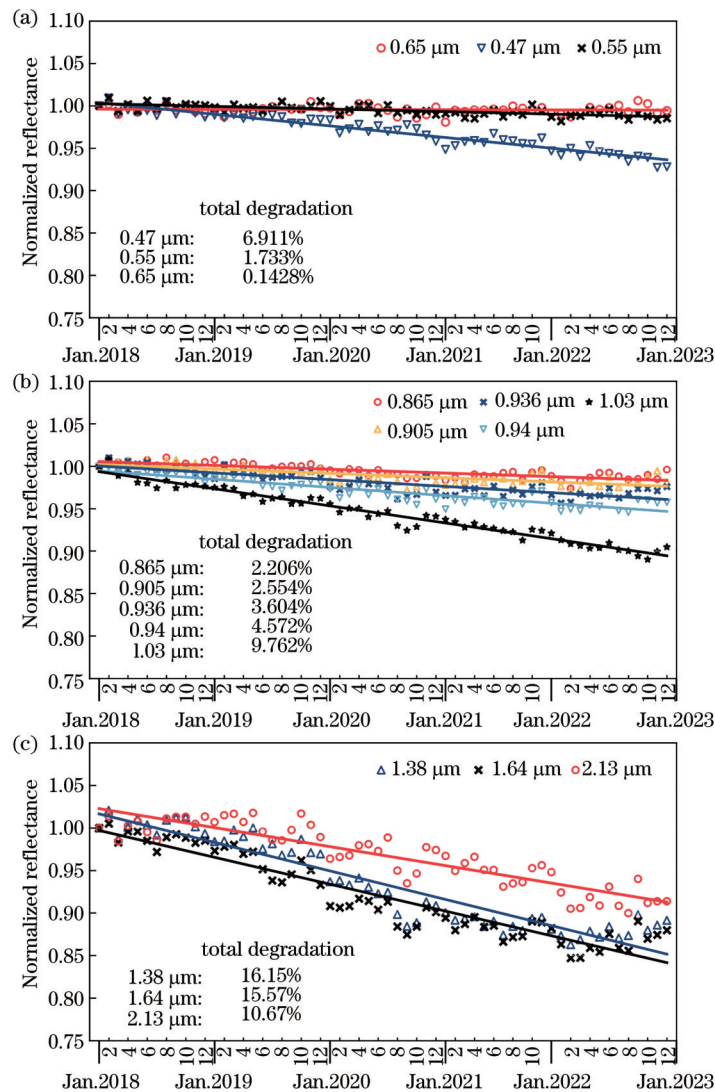 (a)
1.10
1.05
1.00
0.95
0.90
0.85
0.80
0.75
Normalized reflectance
0.65 μm 0.47 μm 0.55 μm
total degradation
0.47 μm: 6.911%
0.55 μm: 1.733%
0.65 μm: 0.1428%
2 4 6 8 10 12 2 4 6 8 10 12 2 4 6 8 10 12 2 4 6 8 10 12 2 4 6 8 10 12
Jan.2018 Jan.2019 Jan.2020 Jan.2021 Jan.2022 Jan.2023
(b)
1.10
1.05
1.00
0.95
0.90
0.85
0.80
0.75
Normalized reflectance
0.865 μm 0.936 μm 1.03 μm
0.905 μm 0.94 μm
total degradation
0.865 μm: 2.206%
0.905 μm: 2.554%
0.936 μm: 3.604%
0.94 μm: 4.572%
1.03 μm: 9.762%
2 4 6 8 10 12 2 4 6 8 10 12 2 4 6 8 10 12 2 4 6 8 10 12 2 4 6 8 10 12
Jan.2018 Jan.2019 Jan.2020 Jan.2021 Jan.2022 Jan.2023
(c)
1.10
1.05
1.00
0.95
0.90
0.85
0.80
0.75
Normalized reflectance
1.38 μm 1.64 μm 2.13 μm
total degradation
1.38 μm: 16.15%
1.64 μm: 15.57%
2.13 μm: 10.67%
2 4 6 8 10 12 2 4 6 8 10 12 2 4 6 8 10 12 2 4 6 8 10 12 2 4 6 8 10 12
Jan.2018 Jan.2019 Jan.2020 Jan.2021 Jan.2022 Jan.2023